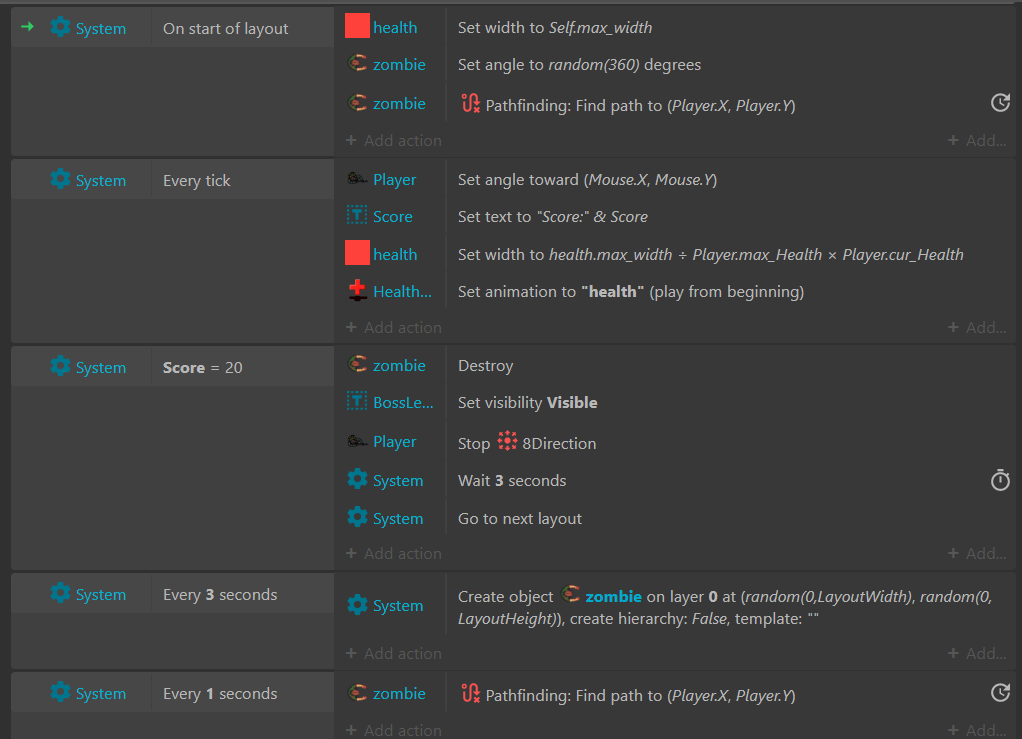 System On start of layout health Set width to Self.max_width
zombie Set angle to random(360) degrees
zombie Pathfinding: Find path to (Player.X, Player.Y)
+ Add action + Add...
System Every tick Player Set angle toward (Mouse.X, Mouse.Y)
T Score Set text to "Score:" & Score
health Set width to health.max_width ÷ Player.max_Health × Player.cur_Health
Health... Set animation to "health" (play from beginning)
+ Add action + Add...
System Score = 20 zombie Destroy
T BossLe... Set visibility Visible
Player Stop 8Direction
System Wait 3 seconds
System Go to next layout
+ Add action + Add...
System Every 3 seconds System Create object zombie on layer 0 at (random(0,LayoutWidth), random(0,
LayoutHeight)), create hierarchy: False, template: ""
+ Add action + Add...
System Every 1 seconds zombie Pathfinding: Find path to (Player.X, Player.Y)
+ Add action + Add...